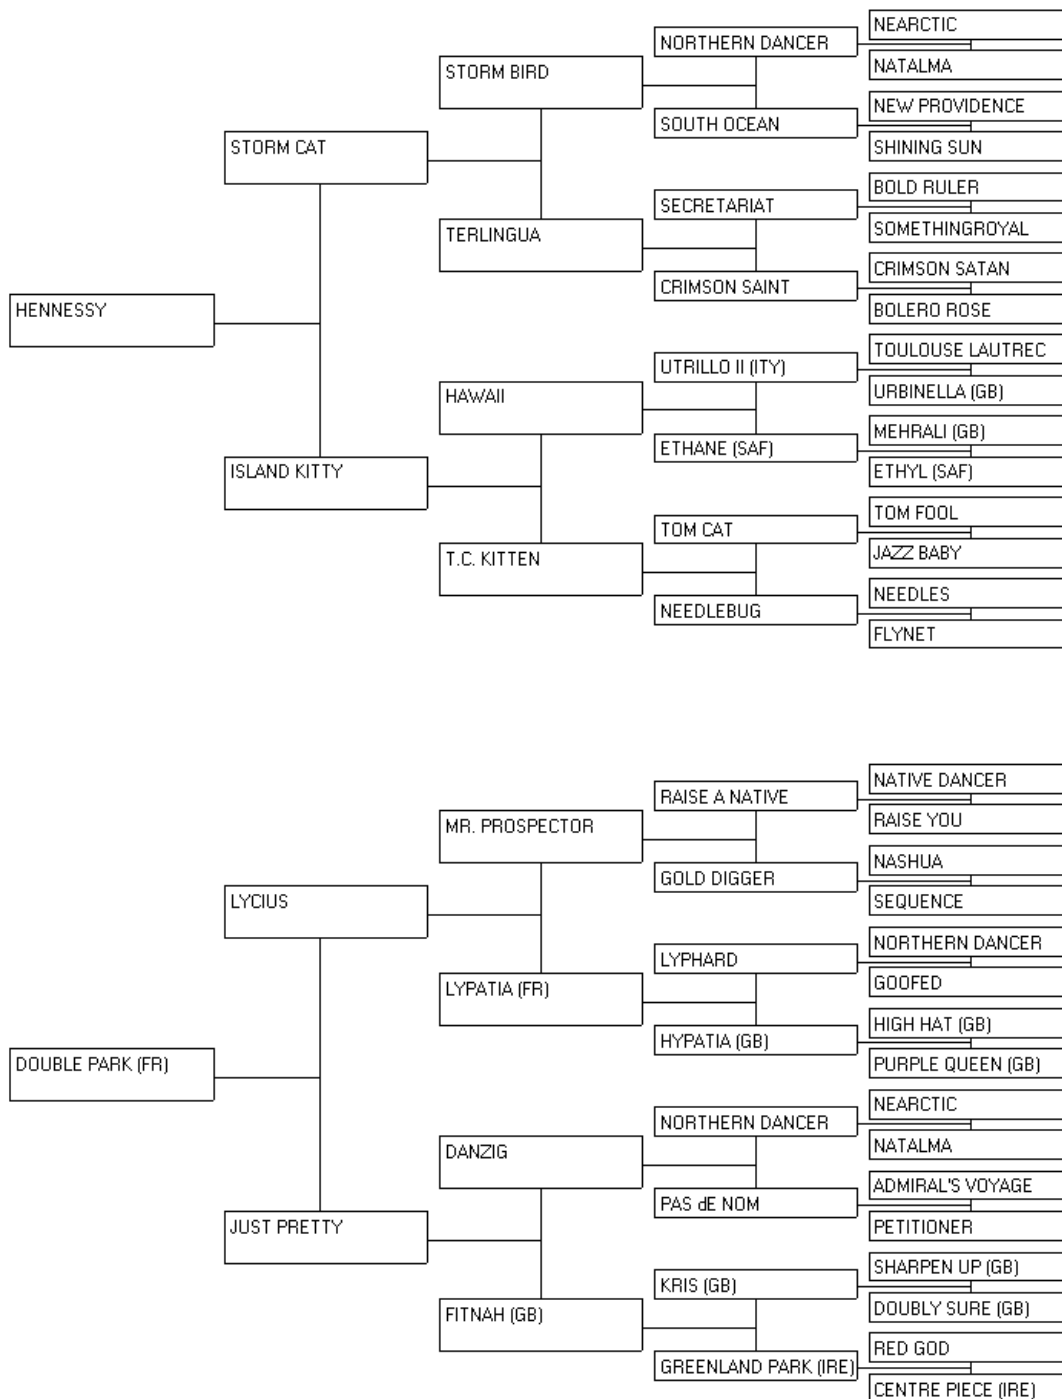 NEARCTIC
NORTHERN DANCER
NATALMA
STORM BIRD
NEW PROVIDENCE
SOUTH OCEAN
SHINING SUN
STORM CAT
BOLD RULER
SECRETARIAT
SOMETHINGROYAL
TERLINGUA
CRIMSON SATAN
CRIMSON SAINT
BOLERO ROSE
HENNESSY
TOULOUSE LAUTREC
UTRILLO II (ITY)
URBINELLA (GB)
HAWAII
MEHRALI (GB)
ETHANE (SAF)
ETHYL (SAF)
ISLAND KITTY
TOM FOOL
TOM CAT
JAZZ BABY
T.C. KITTEN
NEEDLES
NEEDLEBUG
FLYNET
NATIVE DANCER
RAISE A NATIVE
RAISE YOU
MR. PROSPECTOR
NASHUA
GOLD DIGGER
SEQUENCE
LYCIUS
NORTHERN DANCER
LYPHARD
GOOFED
LYPATIA (FR)
HIGH HAT (GB)
HYPATIA (GB)
PURPLE QUEEN (GB)
DOUBLE PARK (FR)
NEARCTIC
NORTHERN DANCER
NATALMA
DANZIG
ADMIRAL'S VOYAGE
PAS dE NOM
PETITIONER
JUST PRETTY
SHARPEN UP (GB)
KRIS (GB)
DOUBLY SURE (GB)
FITNAH (GB)
RED GOD
GREENLAND PARK (IRE)
CENTRE PIECE (IRE)